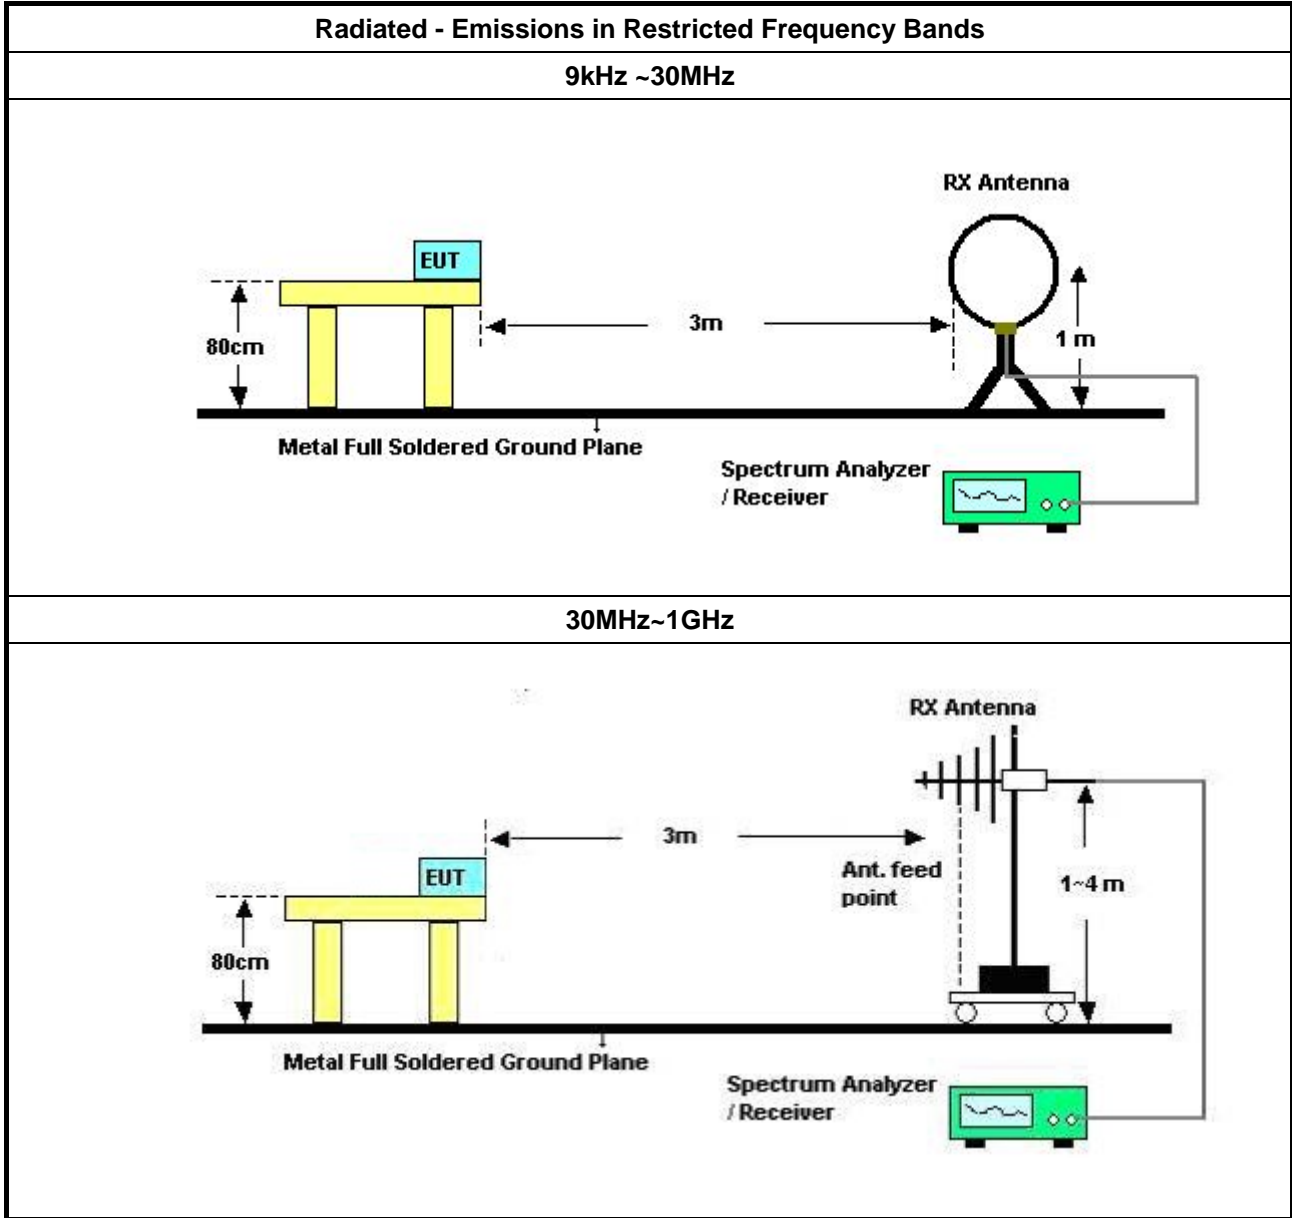 Radiated - Emissions in Restricted Frequency Bands
9kHz ~30MHz
RX Antenna
EUT
3m
80cm
1 m
Metal Full Soldered Ground Plane
Spectrum Analyzer
/ Receiver
30MHz~1GHz
RX Antenna
3m
EUT
Ant. feed
point
1~4 m
80cm
Metal Full Soldered Ground Plane
Spectrum Analyzer
/ Receiver